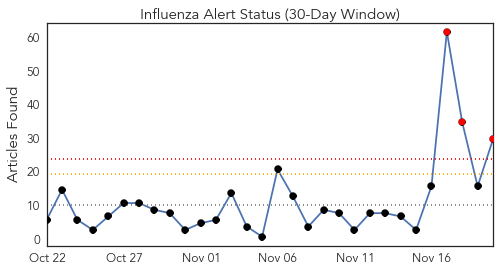 Influenza Alert Status (30-Day Window)
Articles Found
60
50
40
30
20
10
0
Oct 22
Oct 27
Nov 01
Nov 06
Nov 11
Nov 16